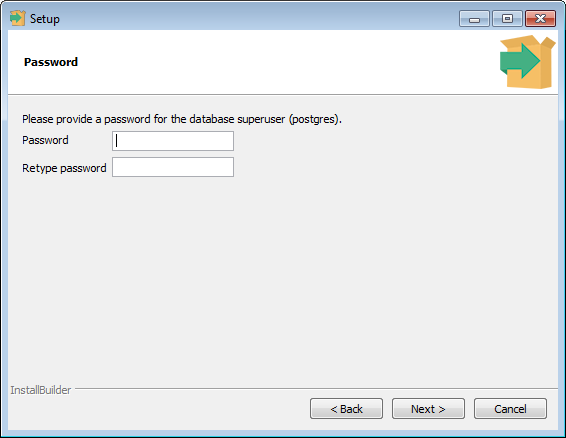 Setup
Password
Please provide a password for the database superuser (postgres).
Password
Retype password
InstallBuilder
< Back Next > Cancel